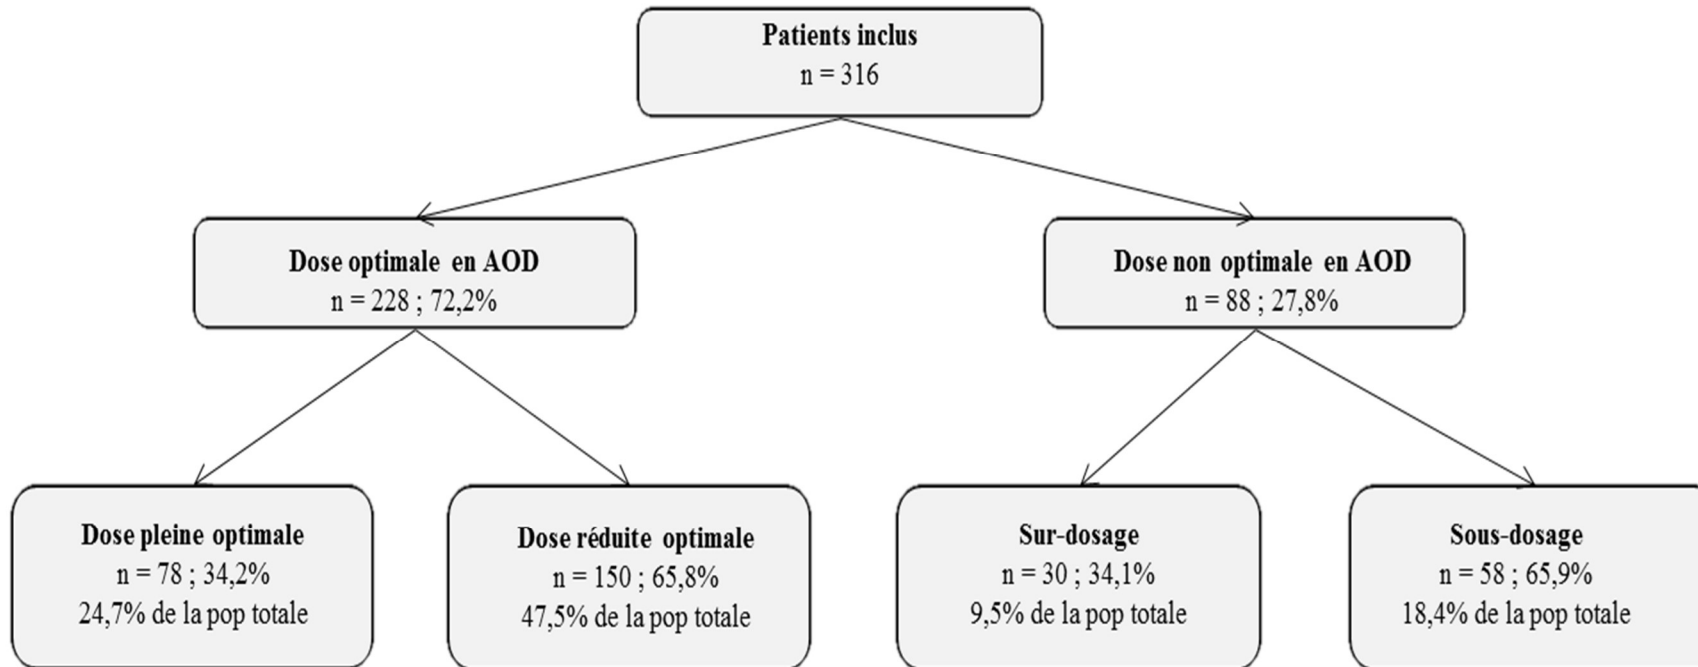 Patients inclus
n = 316
Dose optimale en AOD
n = 228 ; 72,2%
Dose non optimale en AOD
n = 88 ; 27,8%
Dose pleine optimale
n = 78 ; 34,2%
24,7% de la pop totale
Dose réduite optimale
n = 150 ; 65,8%
47,5% de la pop totale
Sur-dosage
n = 30 ; 34,1%
9,5% de la pop totale
Sous-dosage
n = 58 ; 65,9%
18,4% de la pop totale